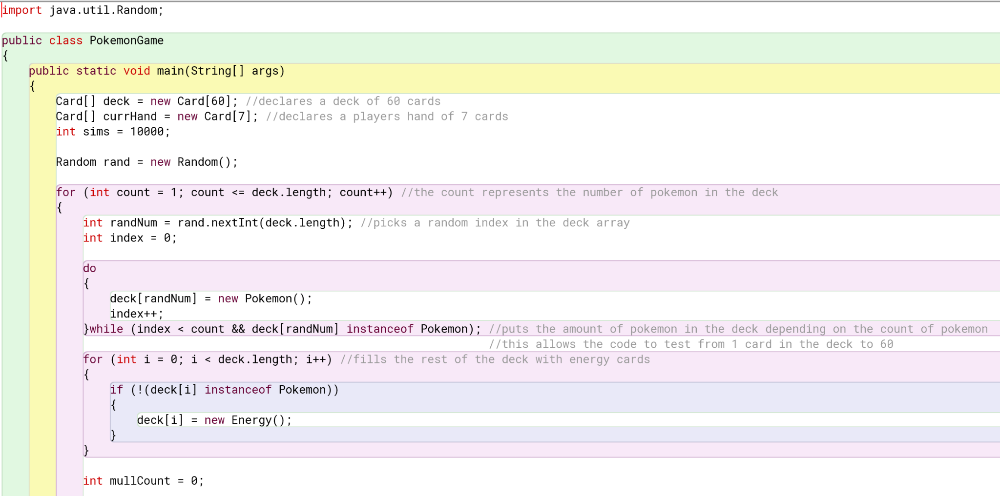 import java.util.Random;
public class PokemonGame
{
public static void main(String[] args)
{
Card[] deck = new Card[60]; //declares a deck of 60 cards
Card[] currHand = new Card[7]; //declares a players hand of 7 cards
int sims = 10000;
Random rand = new Random();
for (int count = 1; count <= deck.length; count++) //the count represents the number of pokemon in the deck
{
int randNum = rand.nextInt(deck.length); //picks a random index in the deck array
int index = 0;
do
{
deck[randNum] = new Pokemon();
index++;
}while (index < count && deck[randNum] instanceof Pokemon); //puts the amount of pokemon in the deck depending on the count of pokemon
//this allows the code to test from 1 card in the deck to 60
for (int i = 0; i < deck.length; i++) //fills the rest of the deck with energy cards
{
if (!(deck[i] instanceof Pokemon))
{
deck[i] = new Energy();
}
}
int mullCount = 0;